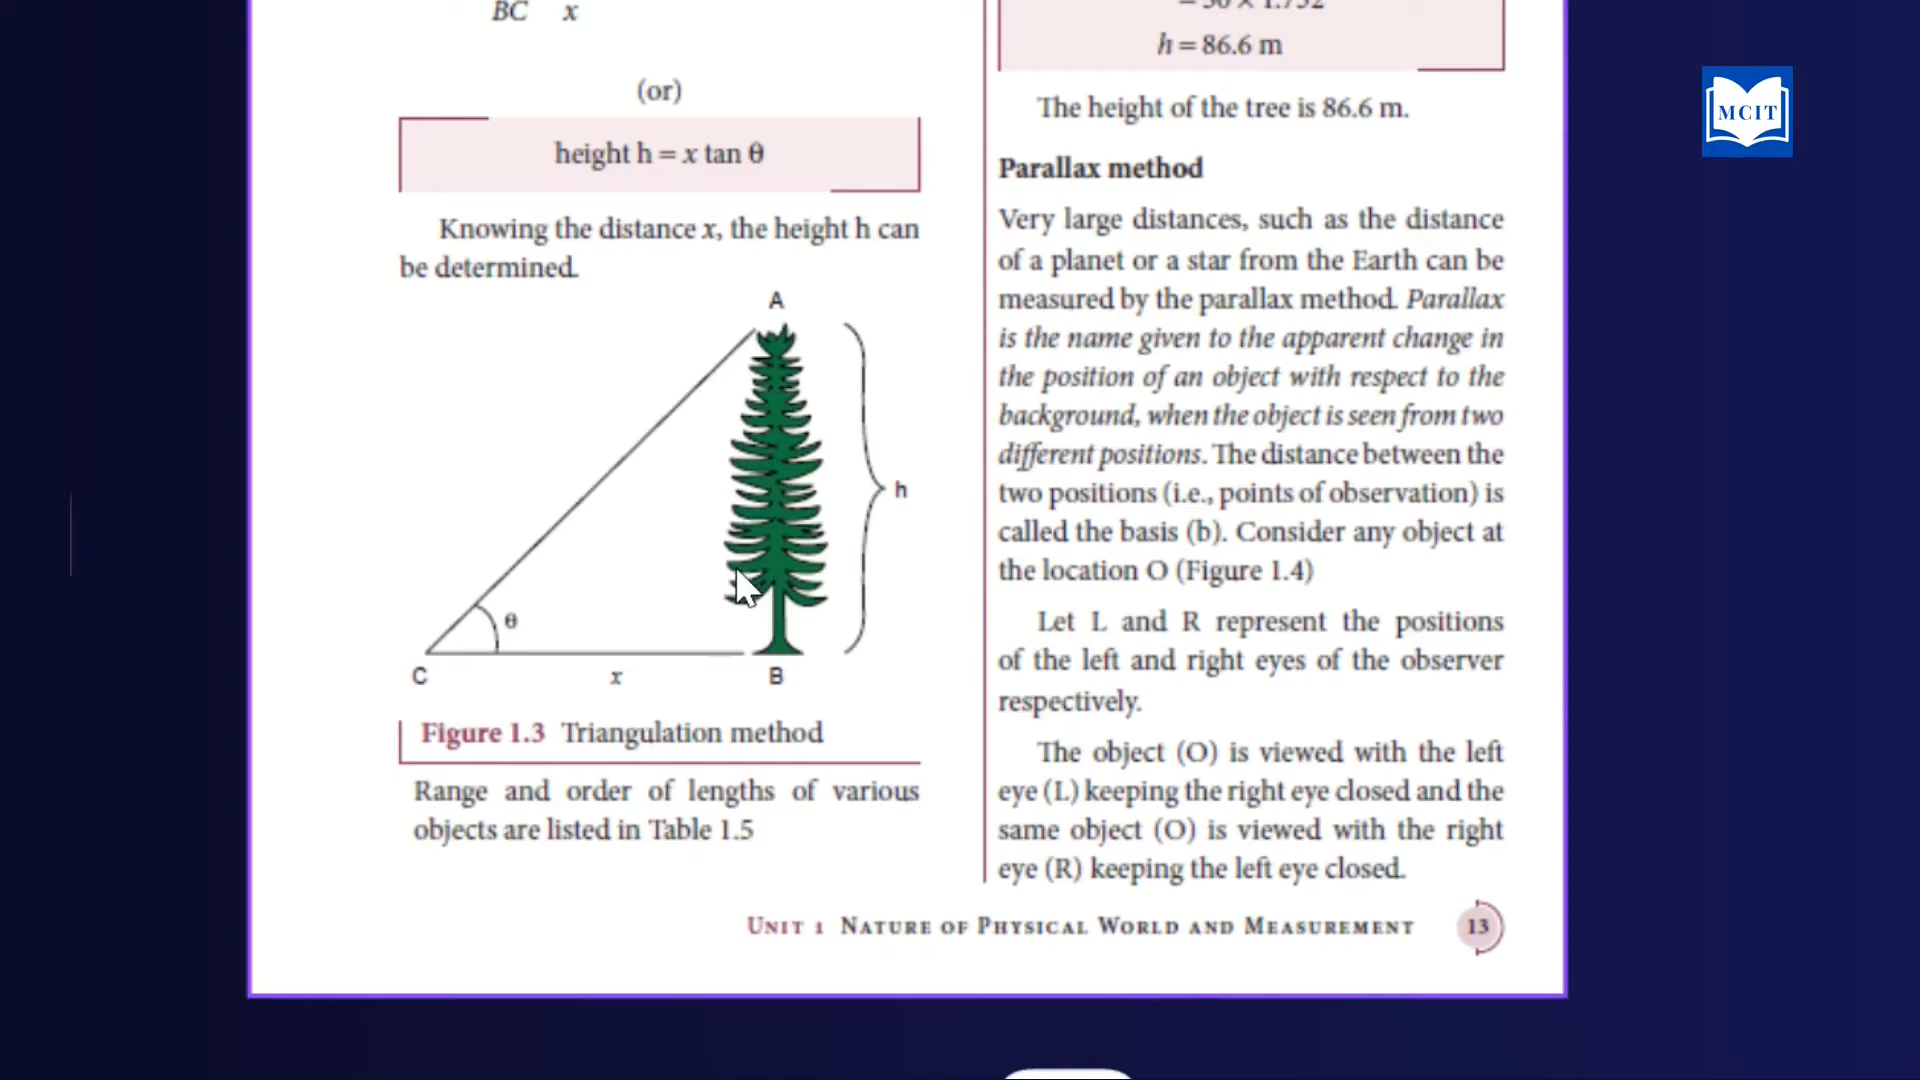 BC x
(or)
height h = x tan θ
Knowing the distance x, the height h can
be determined.
A
h
θ
C x B
Figure 1.3 Triangulation method
Range and order of lengths of various
objects are listed in Table 1.5
h = 86.6 m
The height of the tree is 86.6 m.
Parallax method
Very large distances, such as the distance
of a planet or a star from the Earth can be
measured by the parallax method. Parallax
is the name given to the apparent change in
the position of an object with respect to the
background, when the object is seen from two
different positions. The distance between the
two positions (i.e., points of observation) is
called the basis (b). Consider any object at
the location O (Figure 1.4)
Let L and R represent the positions
of the left and right eyes of the observer
respectively.
The object (O) is viewed with the left
eye (L) keeping the right eye closed and the
same object (O) is viewed with the right
eye (R) keeping the left eye closed.
UNIT 1 NATURE OF PHYSICAL WORLD AND MEASUREMENT 13
MCIT